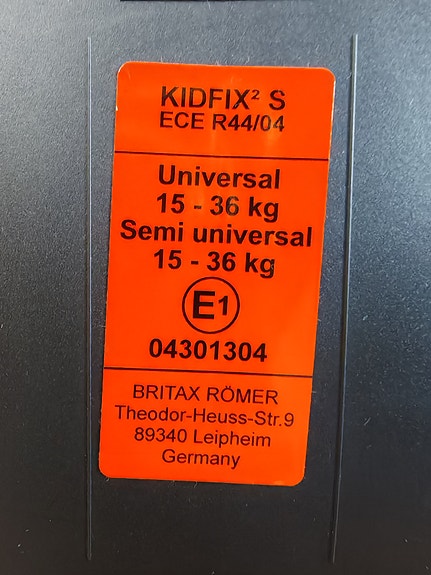 KIDFIX² S
ECE R44/04
Universal
15 - 36 kg
Semi universal
15 - 36 kg
E1
04301304
BRITAX RÖMER
Theodor-Heuss-Str.9
89340 Leipheim
Germany